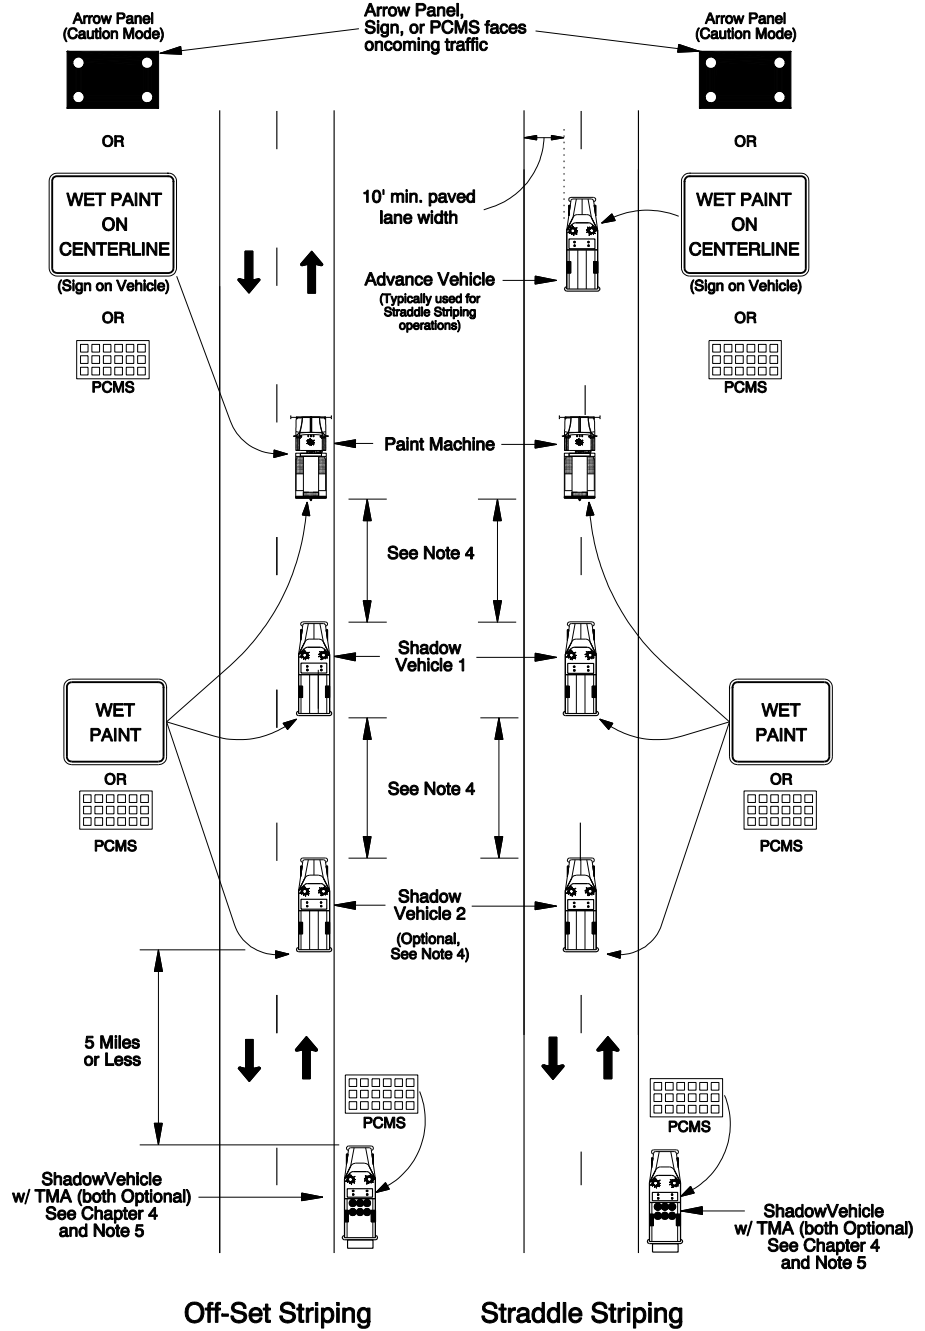 Arrow Panel
(Caution Mode)
Arrow Panel,
Sign, or PCMS faces
oncoming traffic
Arrow Panel
(Caution Mode)
OR
OR
WET PAINT
ON
CENTERLINE
(Sign on Vehicle)
OR
PCMS
10' min. paved
lane width
WET PAINT
ON
CENTERLINE
(Sign on Vehicle)
OR
PCMS
Advance Vehicle
(Typically used for
Straddle Striping
operations)
Paint Machine
See Note 4
Shadow
Vehicle 1
WET
PAINT
OR
PCMS
WET
PAINT
OR
PCMS
See Note 4
Shadow
Vehicle 2
(Optional,
See Note 4)
5 Miles
or Less
PCMS
PCMS
ShadowVehicle
w/ TMA (both Optional)
See Chapter 4
and Note 5
ShadowVehicle
w/ TMA (both Optional)
See Chapter 4
and Note 5
Off-Set Striping
Straddle Striping